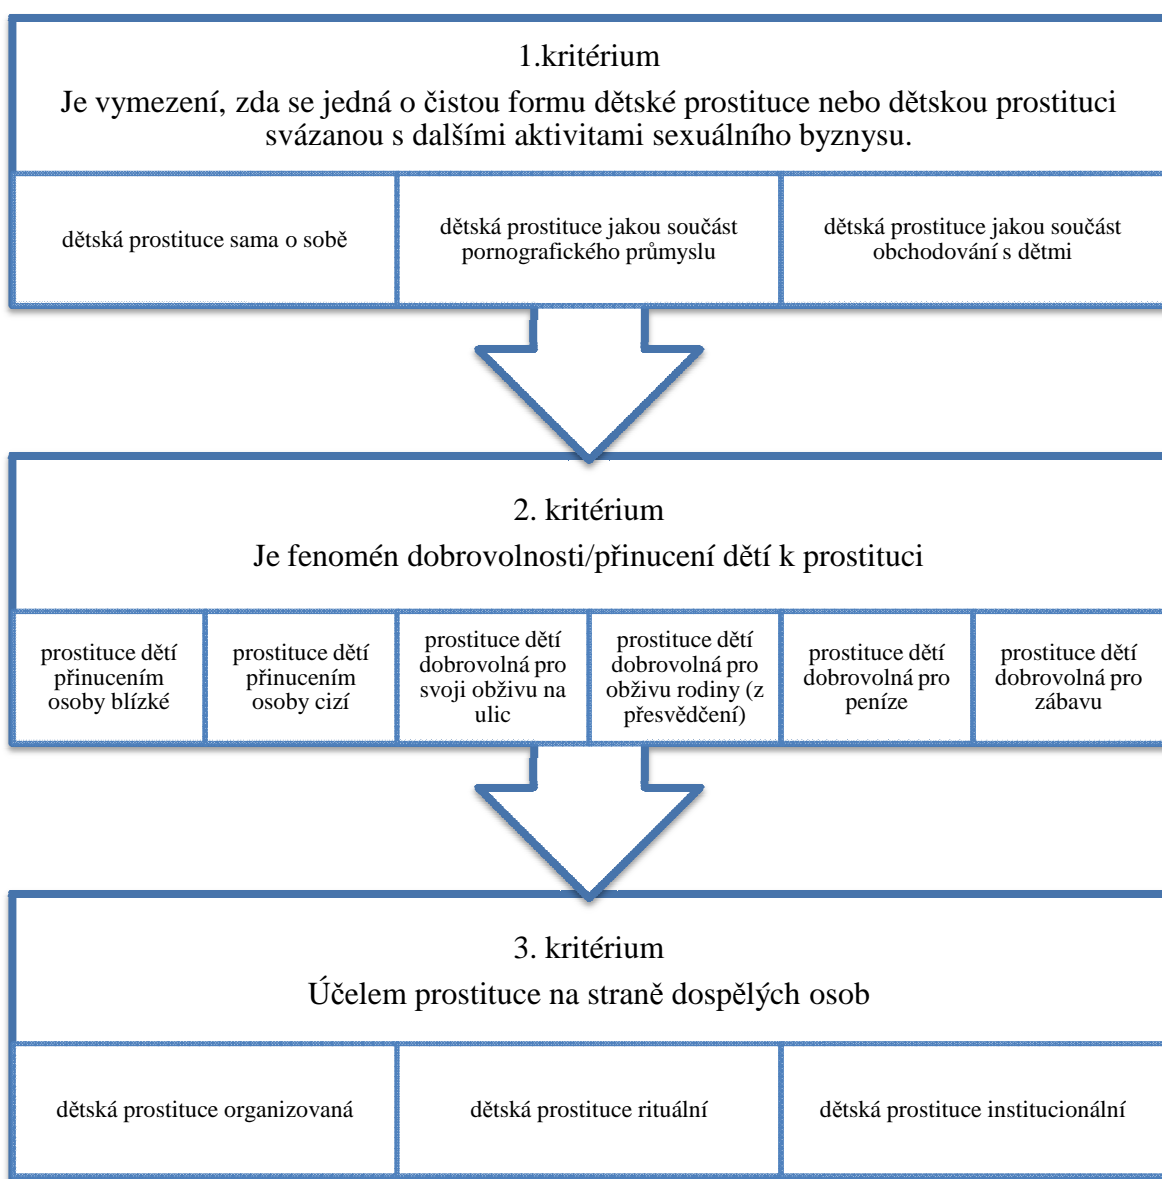 1.kritérium
Je vymezení, zda se jedná o čistou formu dětské prostituce nebo dětskou prostituci
svázanou s dalšími aktivitami sexuálního byznysu.
dětská prostituce sama o sobě
dětská prostituce jakou součást
pornografického průmyslu
dětská prostituce jakou součást
obchodování s dětmi
2. kritérium
Je fenomén dobrovolnosti/přinucení dětí k prostituci
prostituce dětí
přinucením
osoby blízké
prostituce dětí
přinucením
osoby cizí
prostituce dětí
dobrovolná pro
svoji obživu na
ulic
prostituce dětí
dobrovolná pro
obživu rodiny (z
přesvědčení)
prostituce dětí
dobrovolná pro
peníze
prostituce dětí
dobrovolná pro
zábavu
3. kritérium
Účelem prostituce na straně dospělých osob
dětská prostituce organizovaná
dětská prostituce rituální
dětská prostituce institucionální